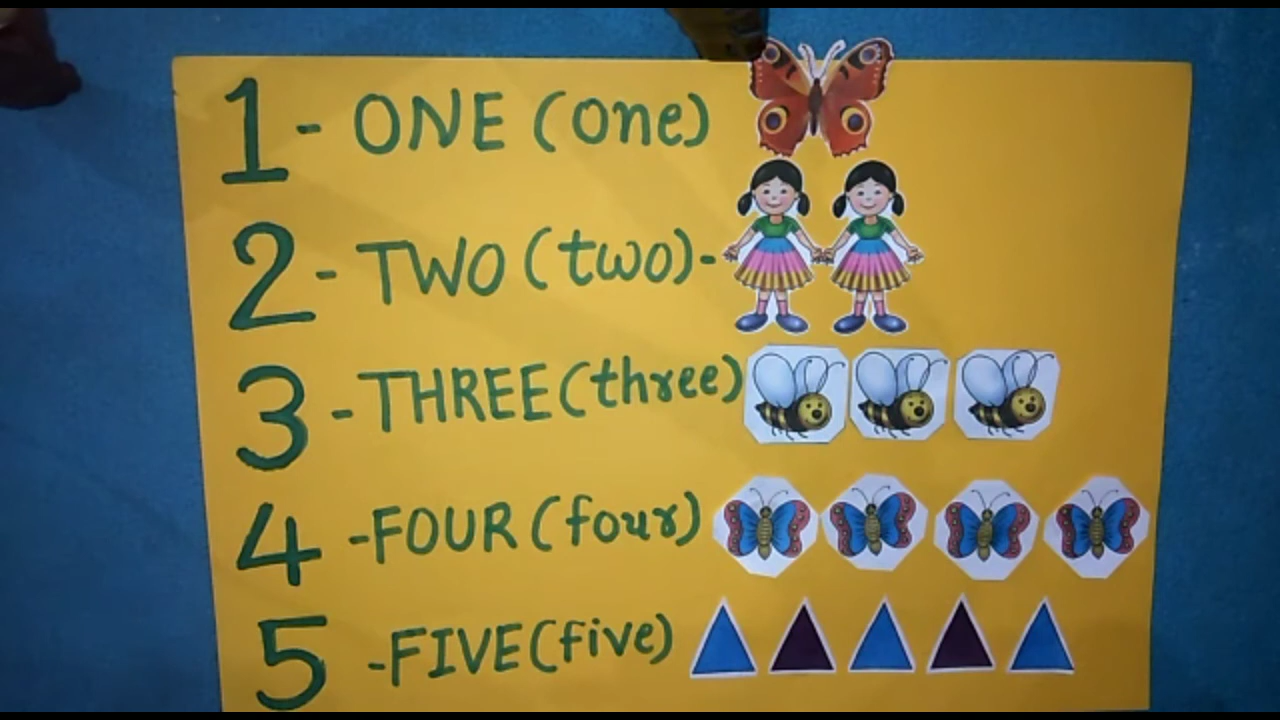 1 - ONE (one)
2 - TWO (two) -
3 - THREE (three)
4 - FOUR (four)
5 - FIVE (five)